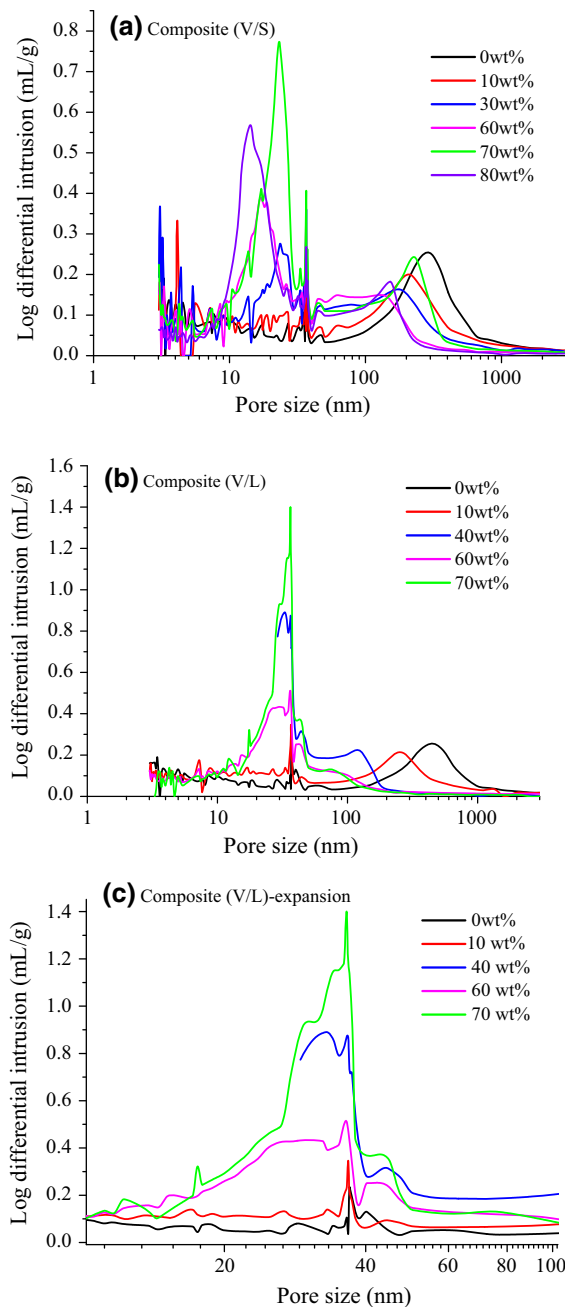 (a) Composite (V/S)
0.8
0.7
0.6
0.5
0.4
0.3
0.2
0.1
0.0
Log differential intrusion (mL/g)
0wt%
10wt%
30wt%
60wt%
70wt%
80wt%
1 10 100 1000
Pore size (nm)
(b) Composite (V/L)
1.6
1.4
1.2
1.0
0.8
0.6
0.4
0.2
0.0
Log differential intrusion (mL/g)
0wt%
10wt%
40wt%
60wt%
70wt%
1 10 100 1000
Pore size (nm)
(c) Composite (V/L)-expansion
1.4
1.2
1.0
0.8
0.6
0.4
0.2
0.0
Log differential intrusion (mL/g)
0wt%
10 wt%
40 wt%
60 wt%
70 wt%
20 40 60 80 100
Pore size (nm)